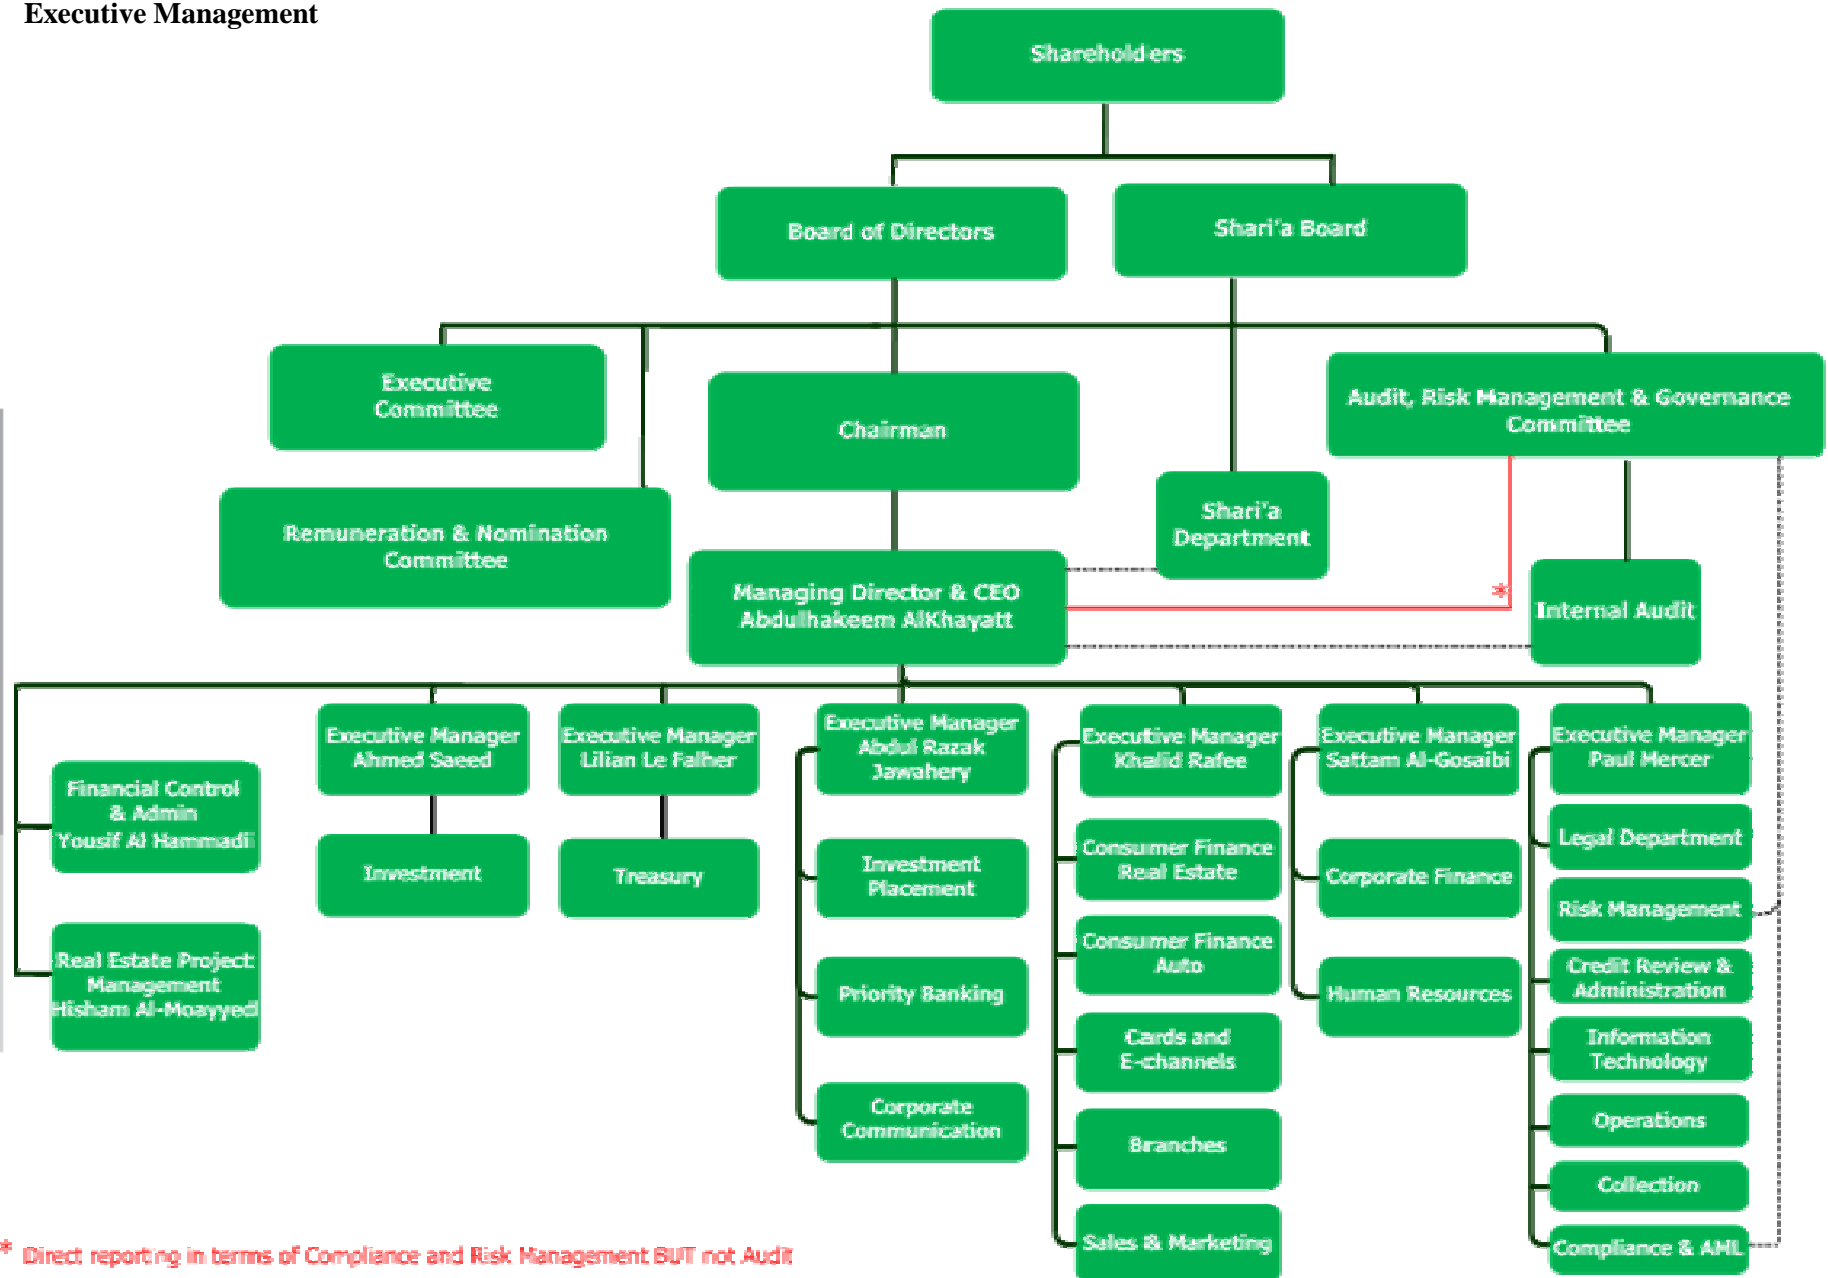 Executive Management
Shareholders
Board of Directors
Shari'a Board
Executive
Committee
Chairman
Audit, Risk Management & Governance
Committee
Remuneration & Nomination
Committee
Shari'a
Department
Managing Director & CEO
Abdulhakeem AlKhayatt
*
Internal Audit
Financial Control
& Admin
Yousif Al Hammadi
Real Estate Project
Management
Hisham Al-Moayyed
Executive Manager
Ahmed Saeed
Investment
Executive Manager
Lilian Le Falher
Treasury
Executive Manager
Abdul Razak
Jawahery
Investment
Placement
Priority Banking
Corporate
Communication
Executive Manager
Khalid Rafee
Consumer Finance
Real Estate
Consumer Finance
Auto
Cards and
E-channels
Branches
Sales & Marketing
Executive Manager
Sattam Al-Gosaibi
Corporate Finance
Human Resources
Executive Manager
Paul Mercer
Legal Department
Risk Management
Credit Review &
Administration
Information
Technology
Operations
Collection
Compliance & AML
* Direct reporting in terms of Compliance and Risk Management BUT not Audit